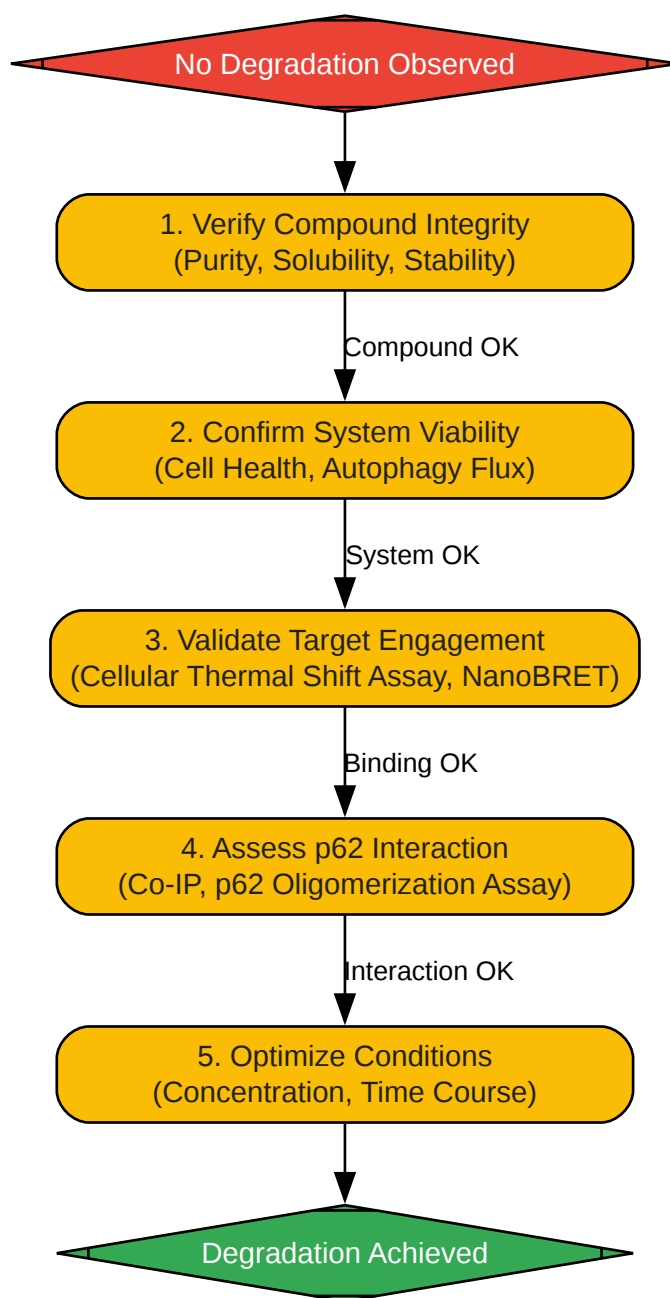 No Degradation Observed
1. Verify Compound Integrity
(Purity, Solubility, Stability)
Compound OK
2. Confirm System Viability
(Cell Health, Autophagy Flux)
System OK
3. Validate Target Engagement
(Cellular Thermal Shift Assay, NanoBRET)
Binding OK
4. Assess p62 Interaction
(Co-IP, p62 Oligomerization Assay)
Interaction OK
5. Optimize Conditions
(Concentration, Time Course)
Degradation Achieved